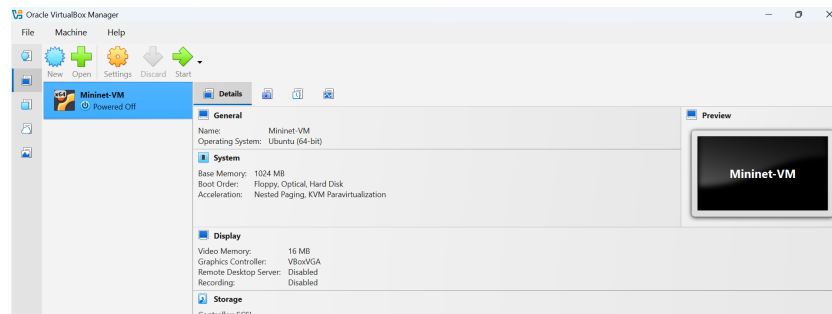 Oracle VirtualBox Manager
File Machine Help
New Open Settings Discard Start
x64 Mininet-VM
Powered Off
Details
General
Name: Mininet-VM
Operating System: Ubuntu (64-bit)
System
Base Memory: 1024 MB
Boot Order: Floppy, Optical, Hard Disk
Acceleration: Nested Paging, KVM Paravirtualization
Display
Video Memory: 16 MB
Graphics Controller: VBoxVGA
Remote Desktop Server: Disabled
Recording: Disabled
Storage
Controller: SCSI
Preview
Mininet-VM